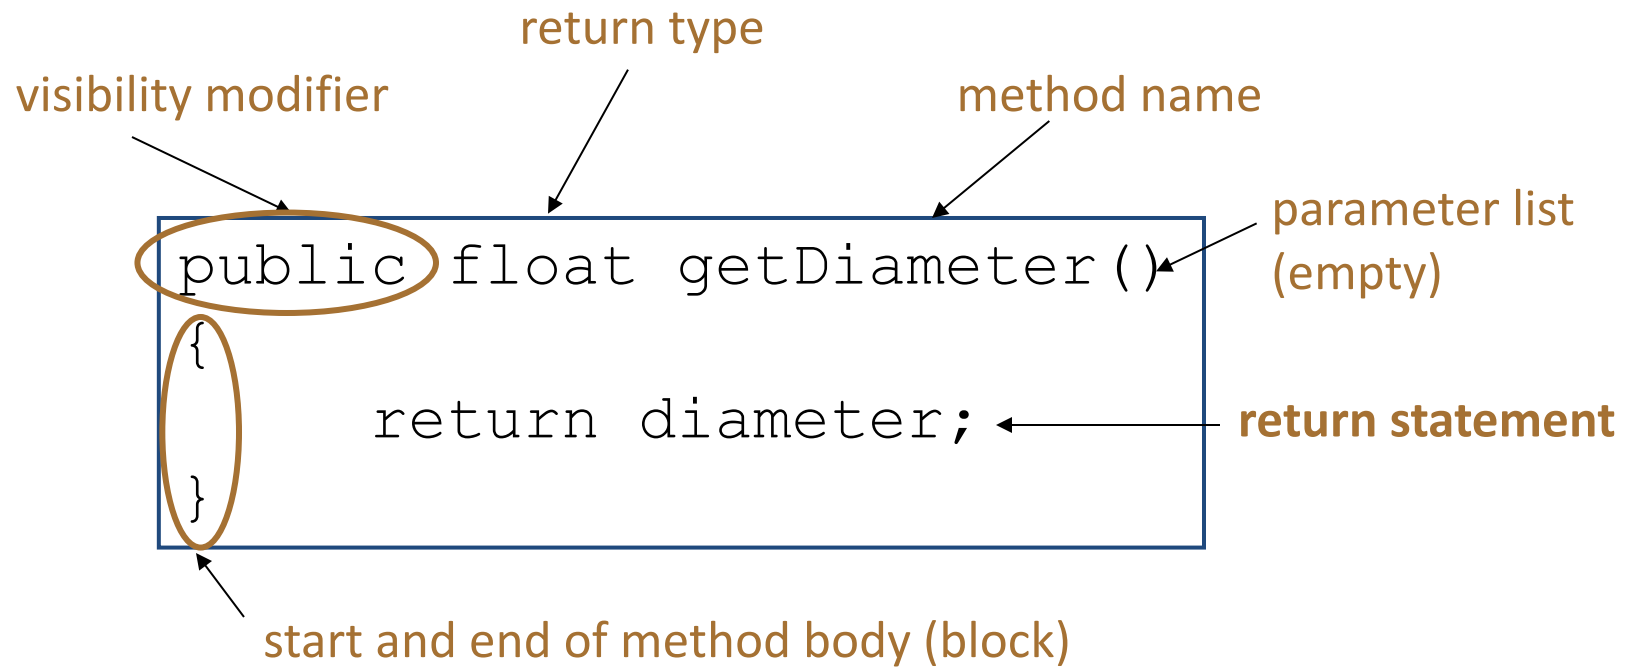 return type
visibility modifier
method name
parameter list
(empty)
public float getDiameter()
{
return diameter;
return statement
}
start and end of method body (block)